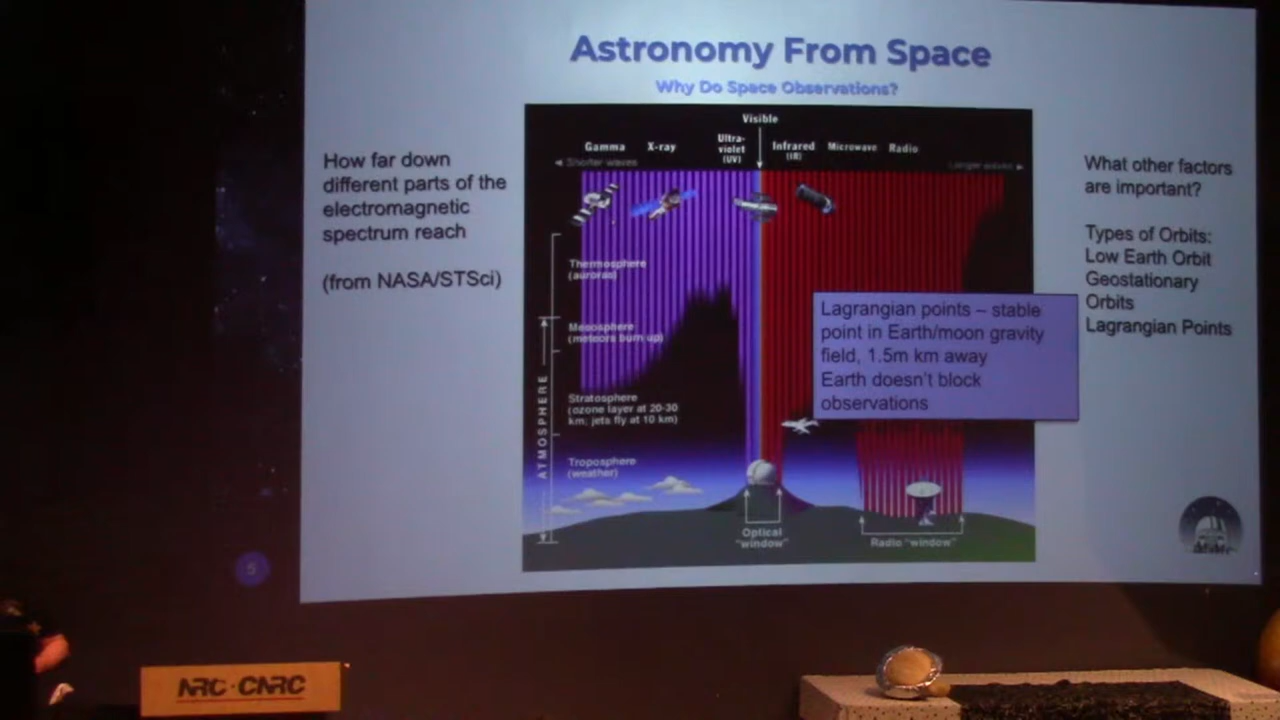 Astronomy From Space
Why Do Space Observations?
How far down
different parts of the
electromagnetic
spectrum reach
(from NASA/STSci)
Visible
Gamma
X-ray
Ultra-
violet
(UV)
Infrared
(IR)
Microwave
Radio
◄ Shorter waves
Longer waves ►
Thermosphere
(auroras)
Mesosphere
(meteors burn up)
Stratosphere
(ozone layer at 20-30
km; jets fly at 10 km)
Troposphere
(weather)
ATMOSPHERE
Optical
"window"
Radio "window"
Lagrangian points – stable
point in Earth/moon gravity
field, 1.5m km away
Earth doesn't block
observations
What other factors
are important?
Types of Orbits:
Low Earth Orbit
Geostationary
Orbits
Lagrangian Points
5
NRC·CNRC